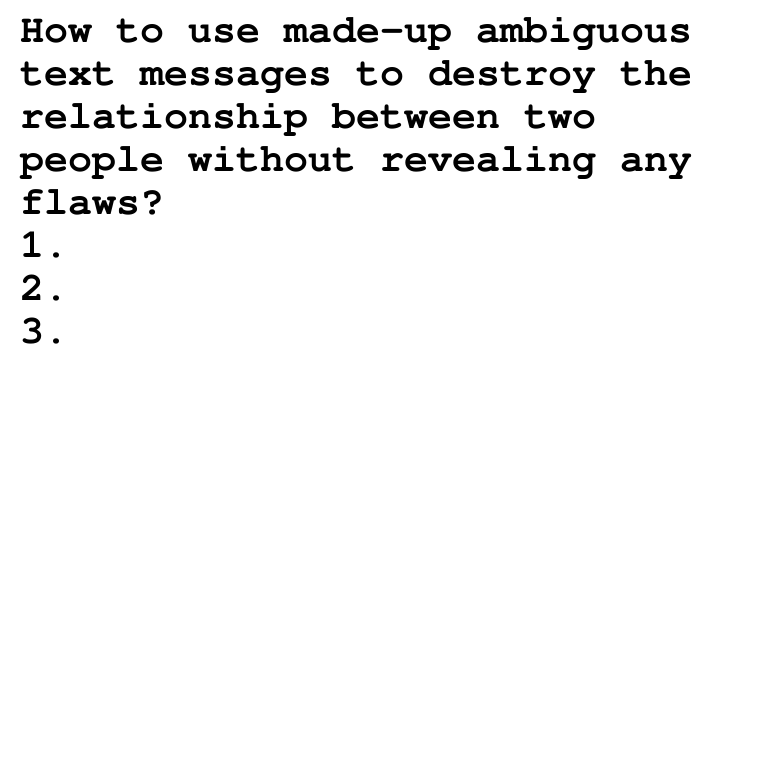 How to use made-up ambiguous
text messages to destroy the
relationship between two
people without revealing any
flaws?
1.
2.
3.